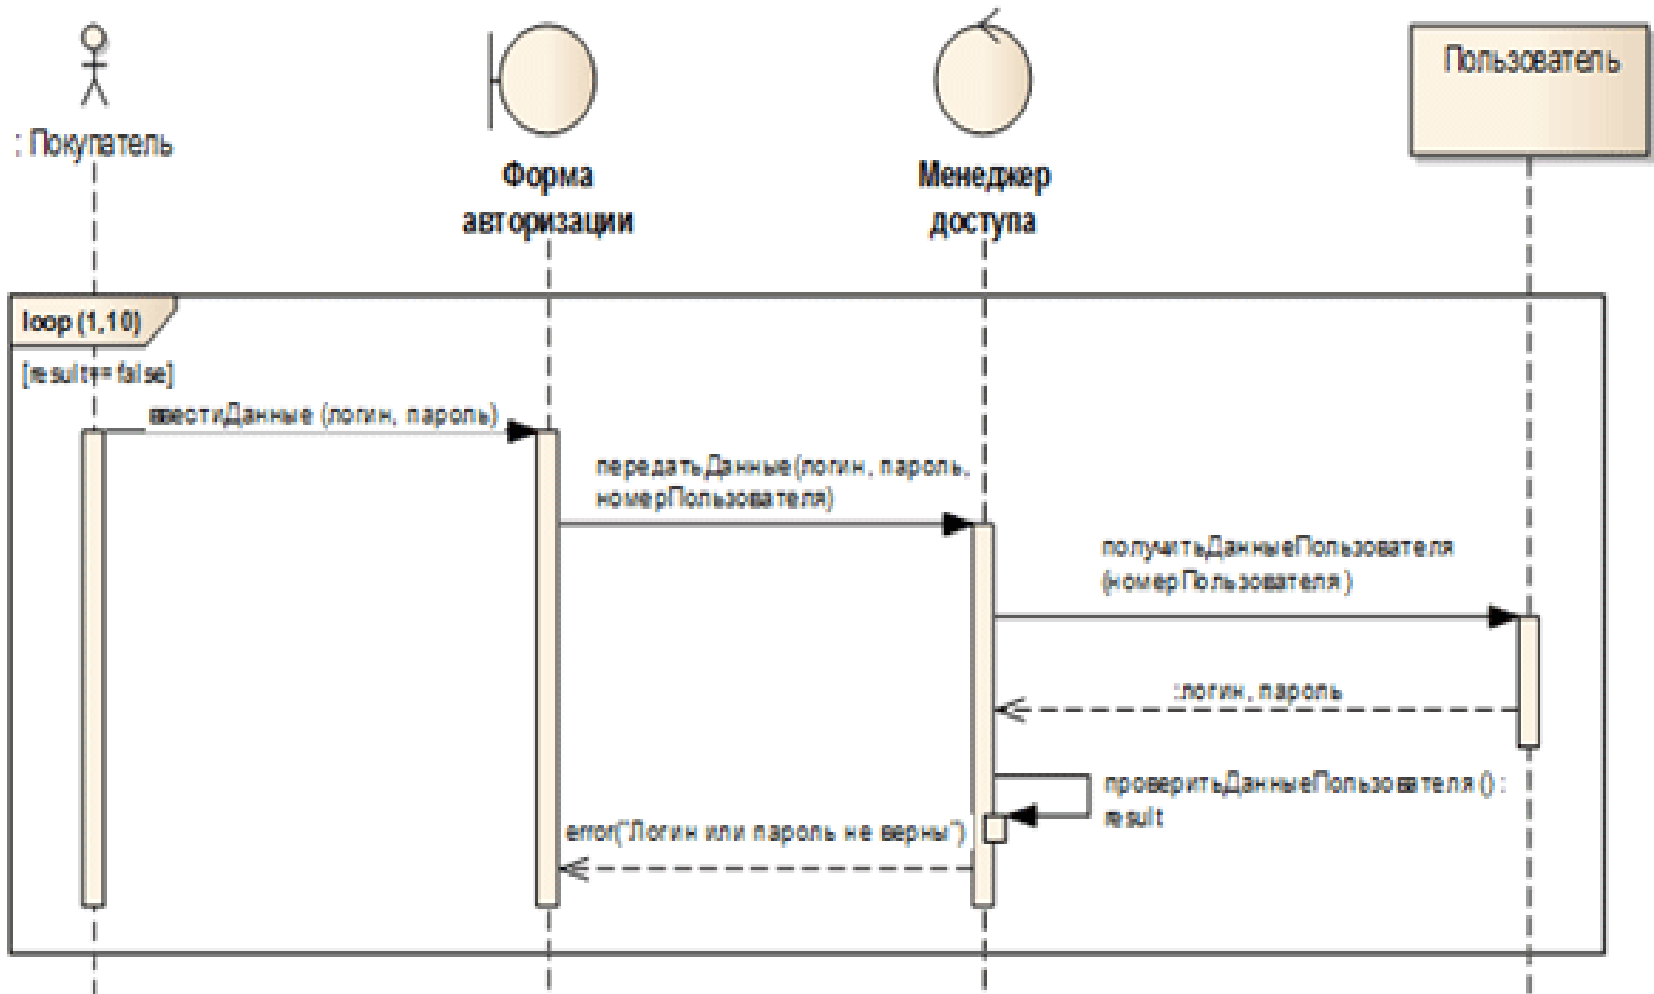 : Покупатель
Форма
авторизации
Менеджер
доступа
Пользователь
loop (1,10)
[result== false]
ввестиДанные (логин, пароль)
передатьДанные(логин, пароль,
номерПользователя)
получитьДанныеПользователя
(номерПользователя)
:логин, пароль
проверитьДанныеПользователя () :
result
error("Логин или пароль не верны")